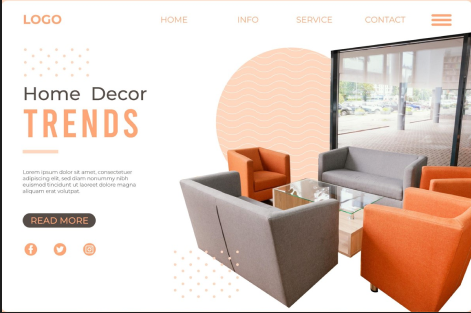 LOGO
HOME INFO SERVICE CONTACT
Home Decor
TRENDS
Lorem ipsum dolor sit amet, consectetuer
adipiscing elit, sed diam nonummy nibh
euismod tincidunt ut laoreet dolore magna
aliquam erat volutpat.
READ MORE